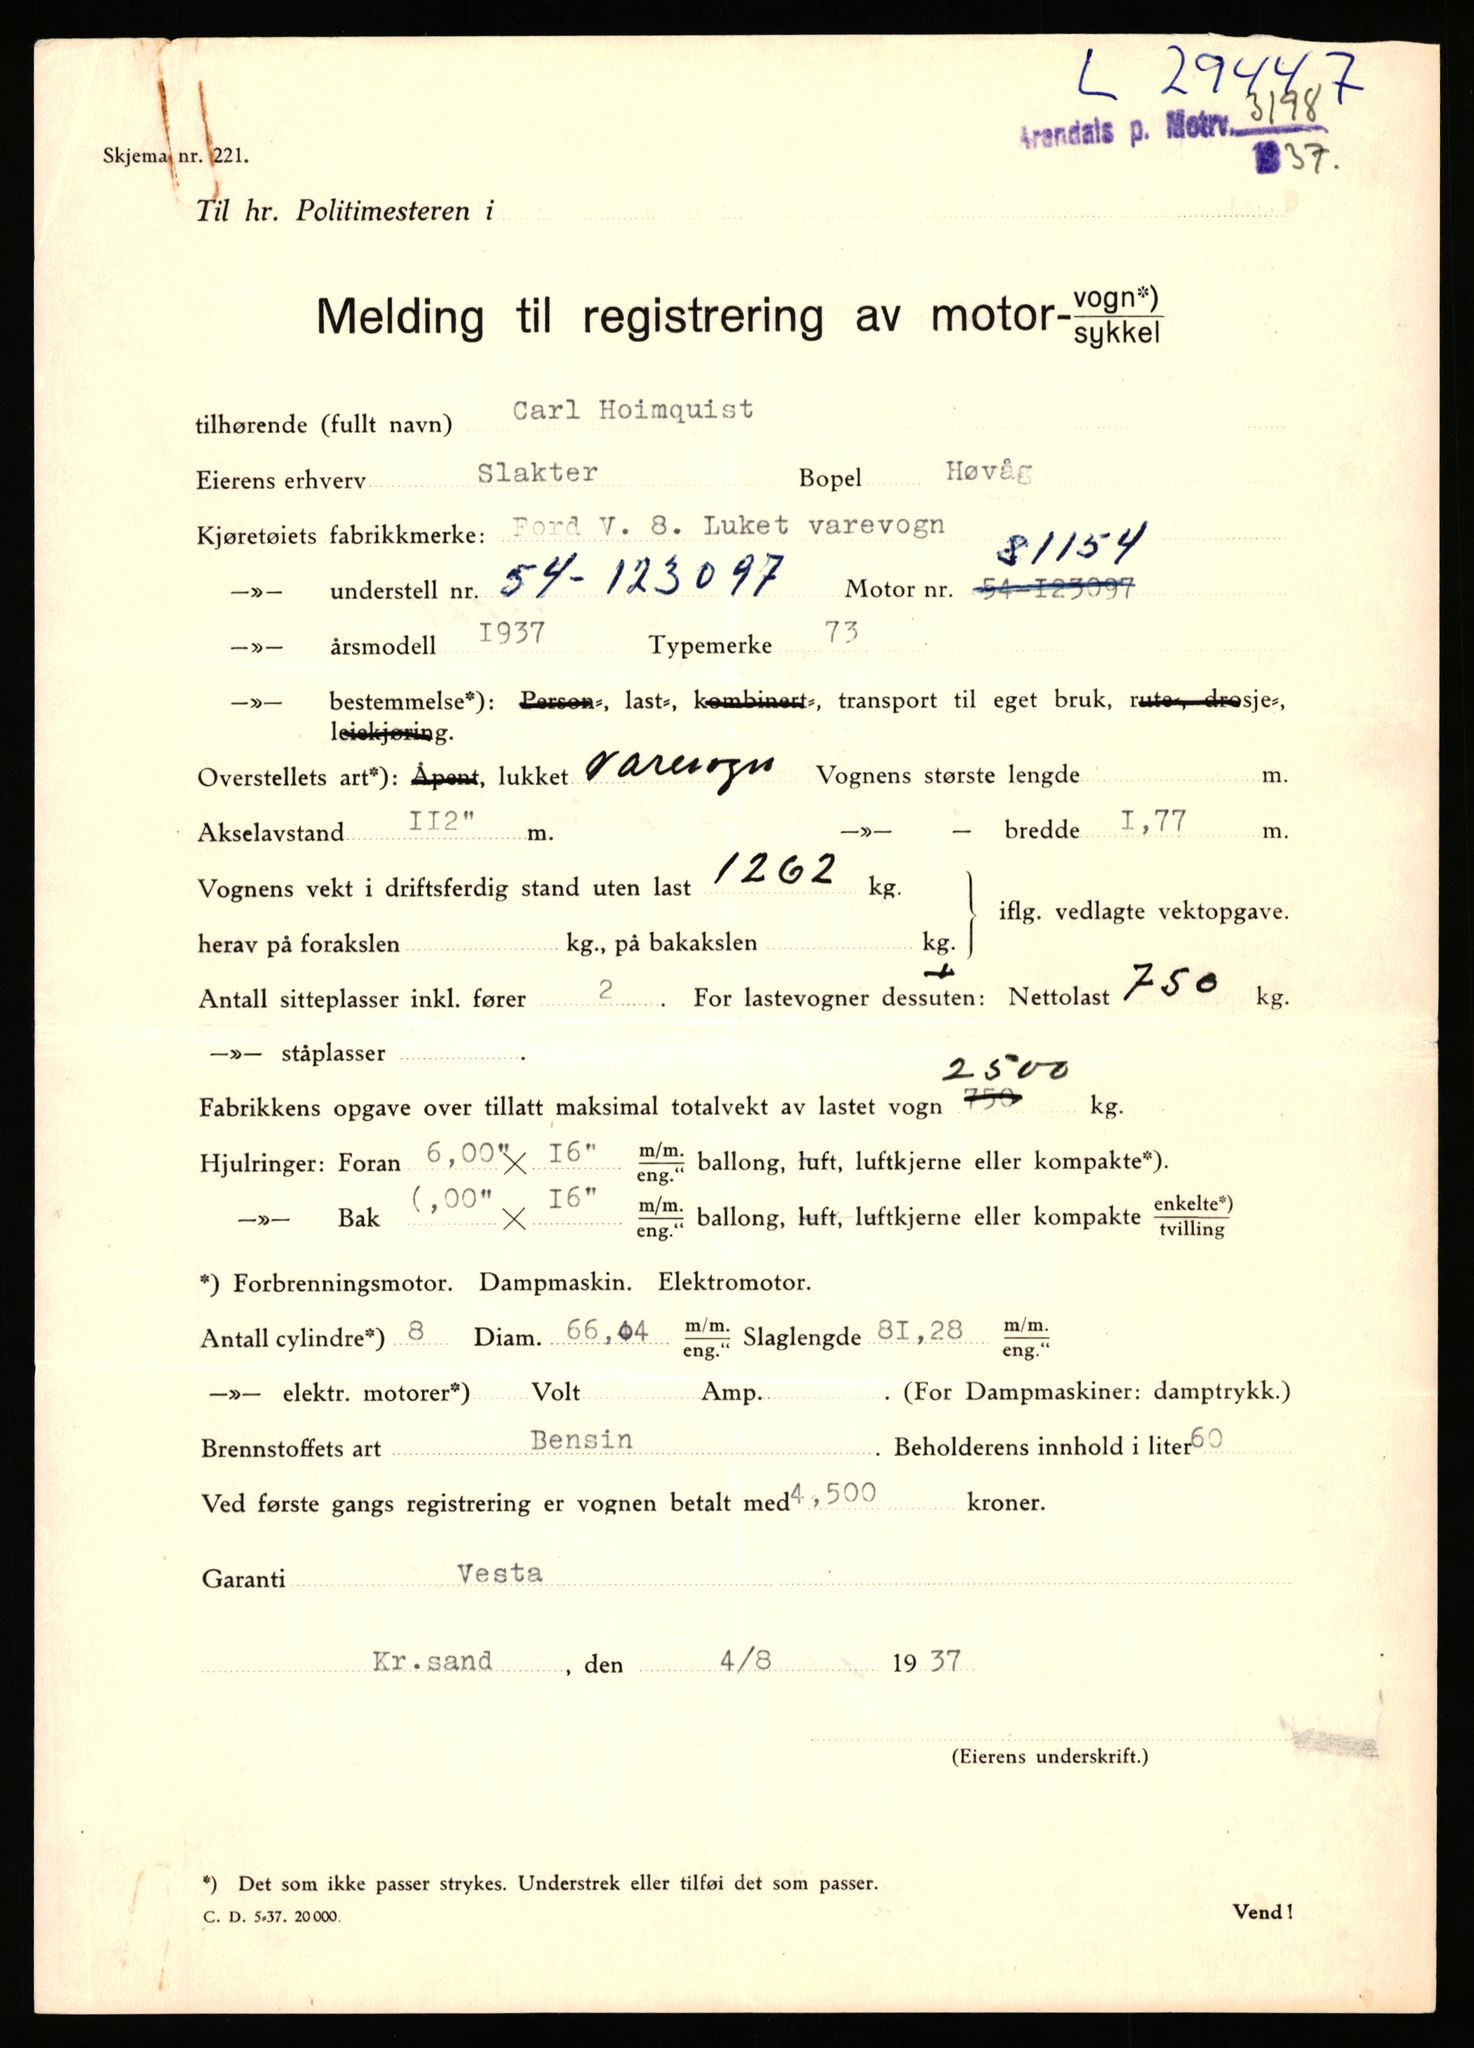 L 29447
Arendals p. Motrv. 3198
1937.
Skjema nr. 221.
Til hr. Politimesteren i
Melding til registrering av motor-vogn*)/sykkel
tilhørende (fullt navn) Carl Hoimquist
Eierens erhverv Slakter Bopel Høvåg
Kjøretøiets fabrikkmerke: Ford V. 8. Luket varevogn
81154
—»— understell nr. 54-123097 Motor nr. 54-I23097
—»— årsmodell I937 Typemerke 73
—»— bestemmelse*): Person-, last-, kombinert-, transport til eget bruk, rute-, drosje-,
leiekjøring.
Overstellets art*): Åpent, lukket varevogn Vognens største lengde m.
Akselavstand II2" m. —»— — bredde I,77 m.
Vognens vekt i driftsferdig stand uten last 1262 kg.
iflg. vedlagte vektopgave.
herav på forakslen kg., på bakakslen kg.
Antall sitteplasser inkl. fører 2 . For lastevogner dessuten: Nettolast 750 kg.
—»— ståplasser .
2500
Fabrikkens opgave over tillatt maksimal totalvekt av lastet vogn 750 kg.
Hjulringer: Foran 6,00" × I6" m/m./eng." ballong, luft, luftkjerne eller kompakte*).
—»— Bak (,00" × I6" m/m./eng." ballong, luft, luftkjerne eller kompakte enkelte*)/tvilling
*) Forbrenningsmotor. Dampmaskin. Elektromotor.
Antall cylindre*) 8 Diam. 66,04 m/m./eng." Slaglengde 8I,28 m/m./eng."
—»— elektr. motorer*) Volt Amp. . (For Dampmaskiner: damptrykk.)
Brennstoffets art Bensin . Beholderens innhold i liter 60
Ved første gangs registrering er vognen betalt med 4,500 kroner.
Garanti Vesta
Kr.sand , den 4/8 19 37
(Eierens underskrift.)
*) Det som ikke passer strykes. Understrek eller tilføi det som passer.
C. D. 5-37. 20 000. Vend!